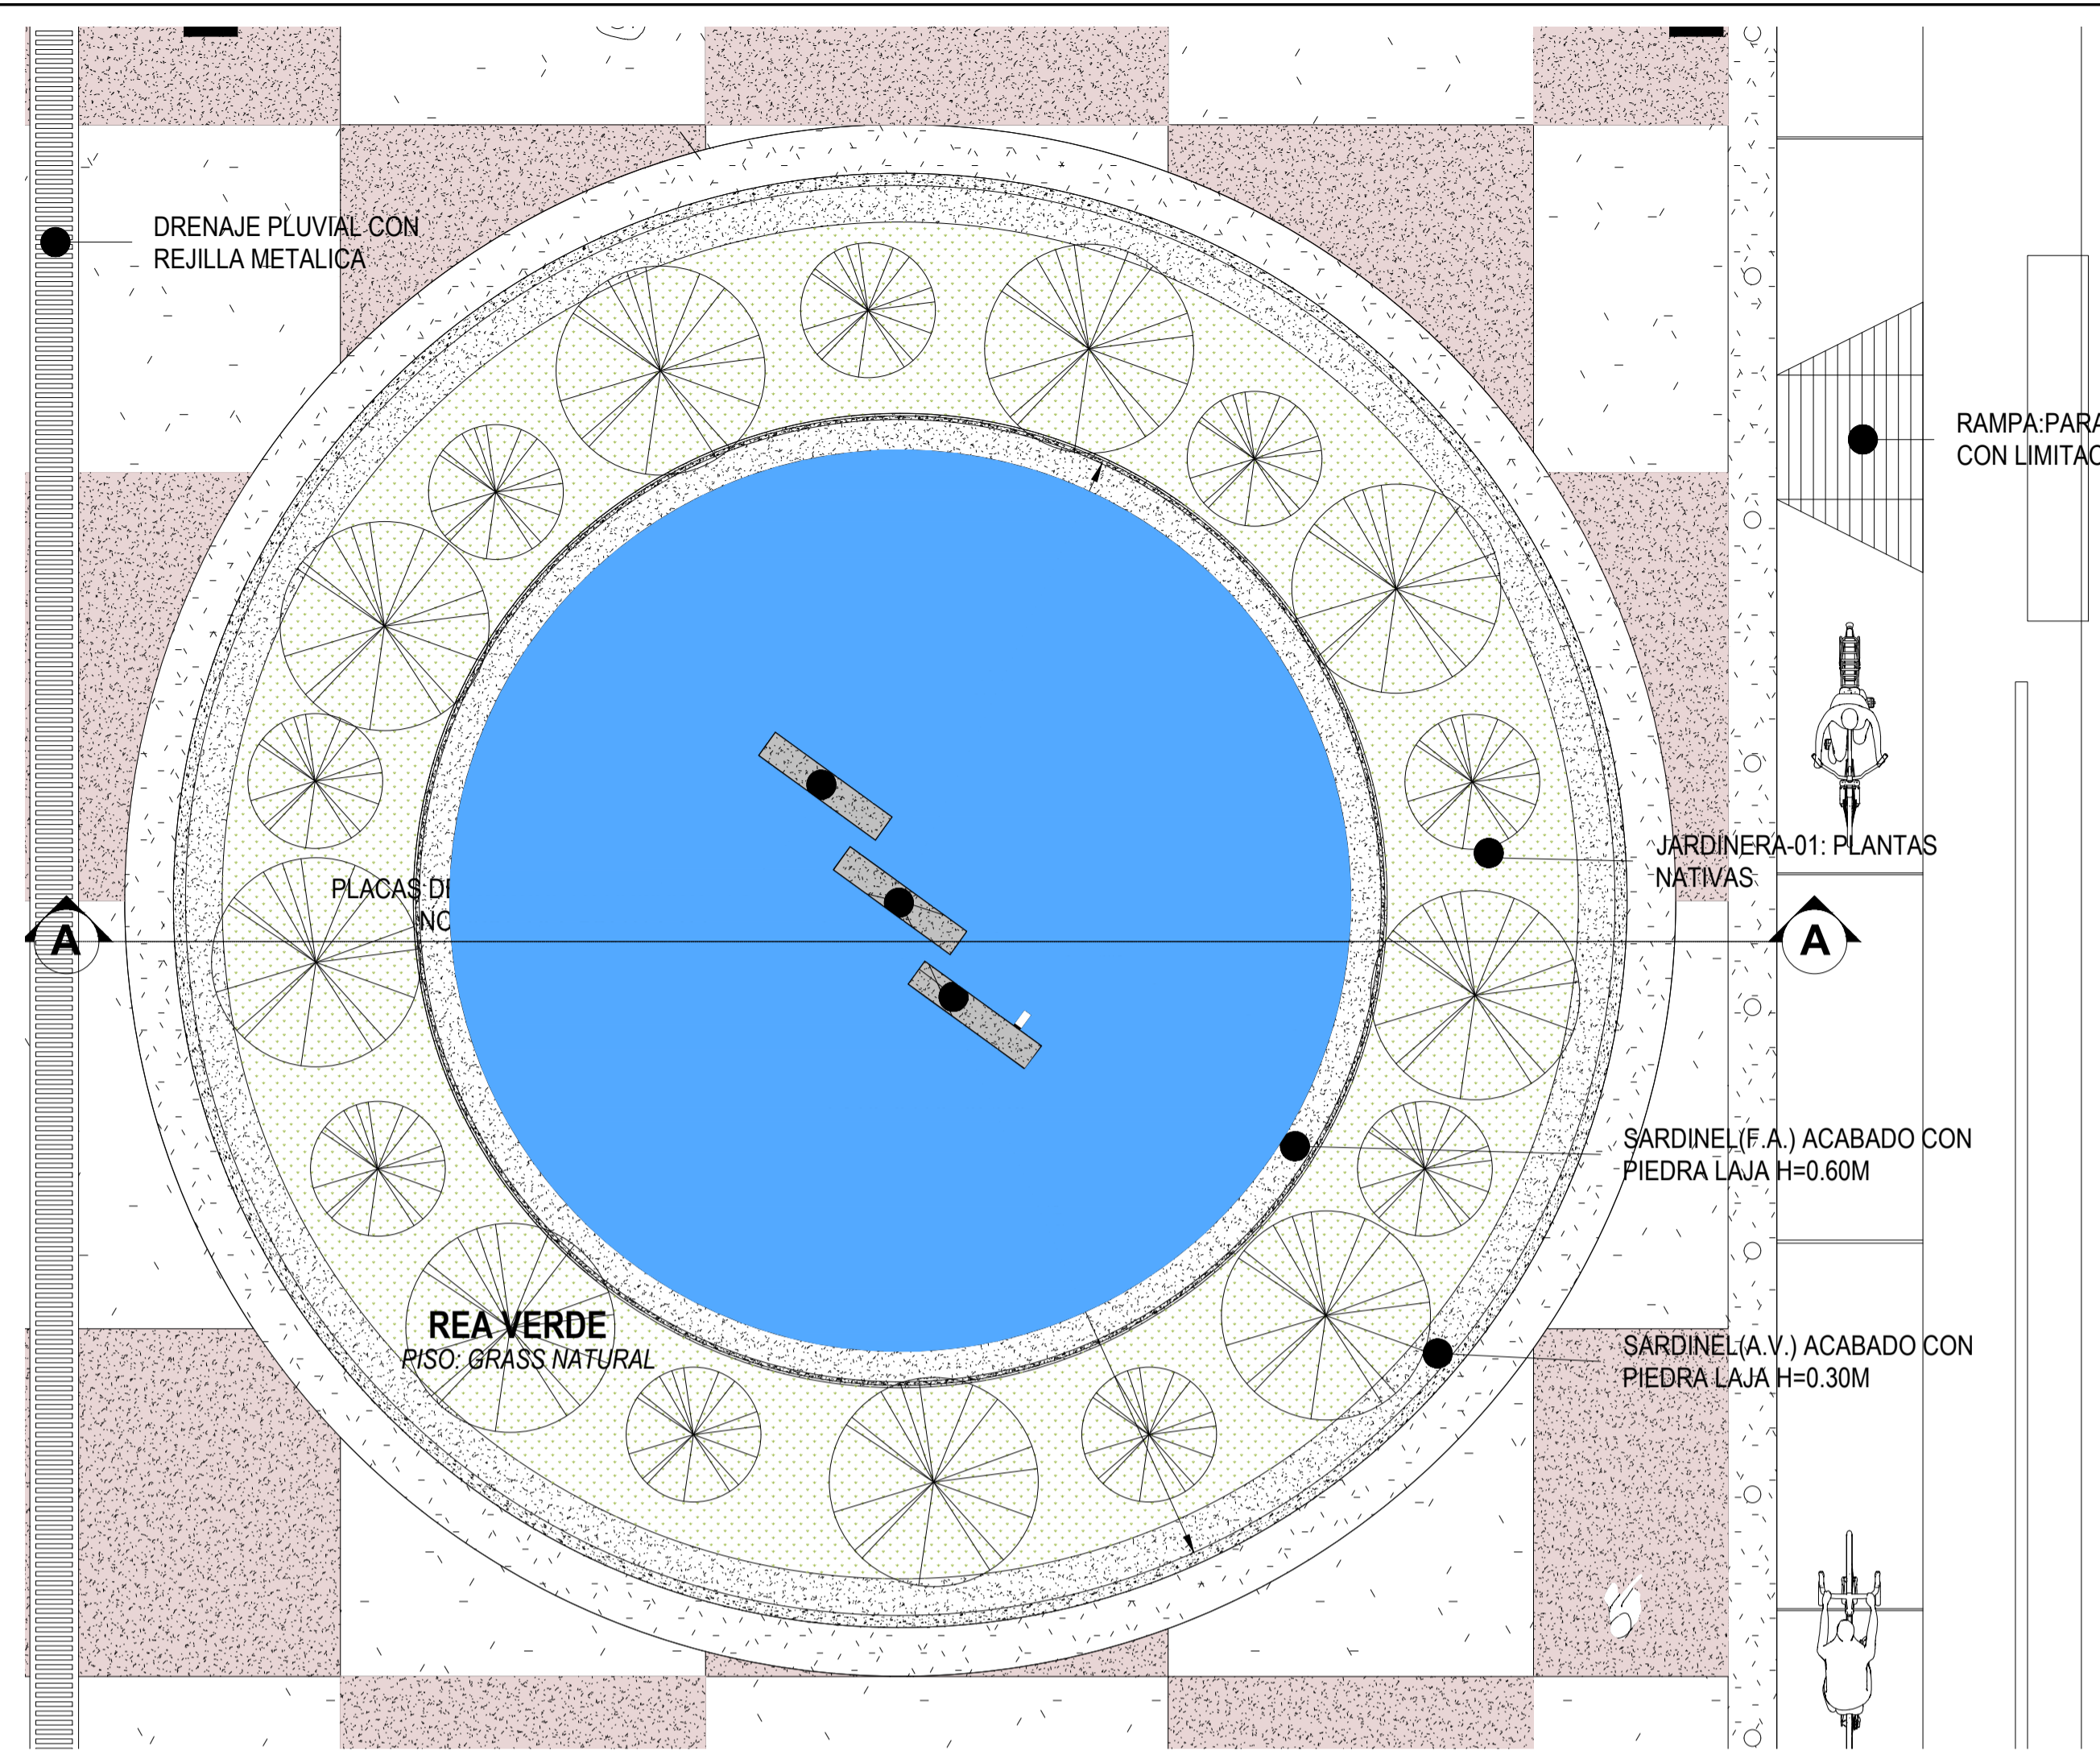 DRENAJE PLUVIAL CON
REJILLA METALICA
RAMPA:PARA
CON LIMITAC
JARDINERA-01: PLANTAS
NATIVAS
PLACAS DE
NO
A
A
SARDINEL(F.A.) ACABADO CON
PIEDRA LAJA H=0.60M
REA VERDE
PISO: GRASS NATURAL
SARDINEL(A.V.) ACABADO CON
PIEDRA LAJA H=0.30M